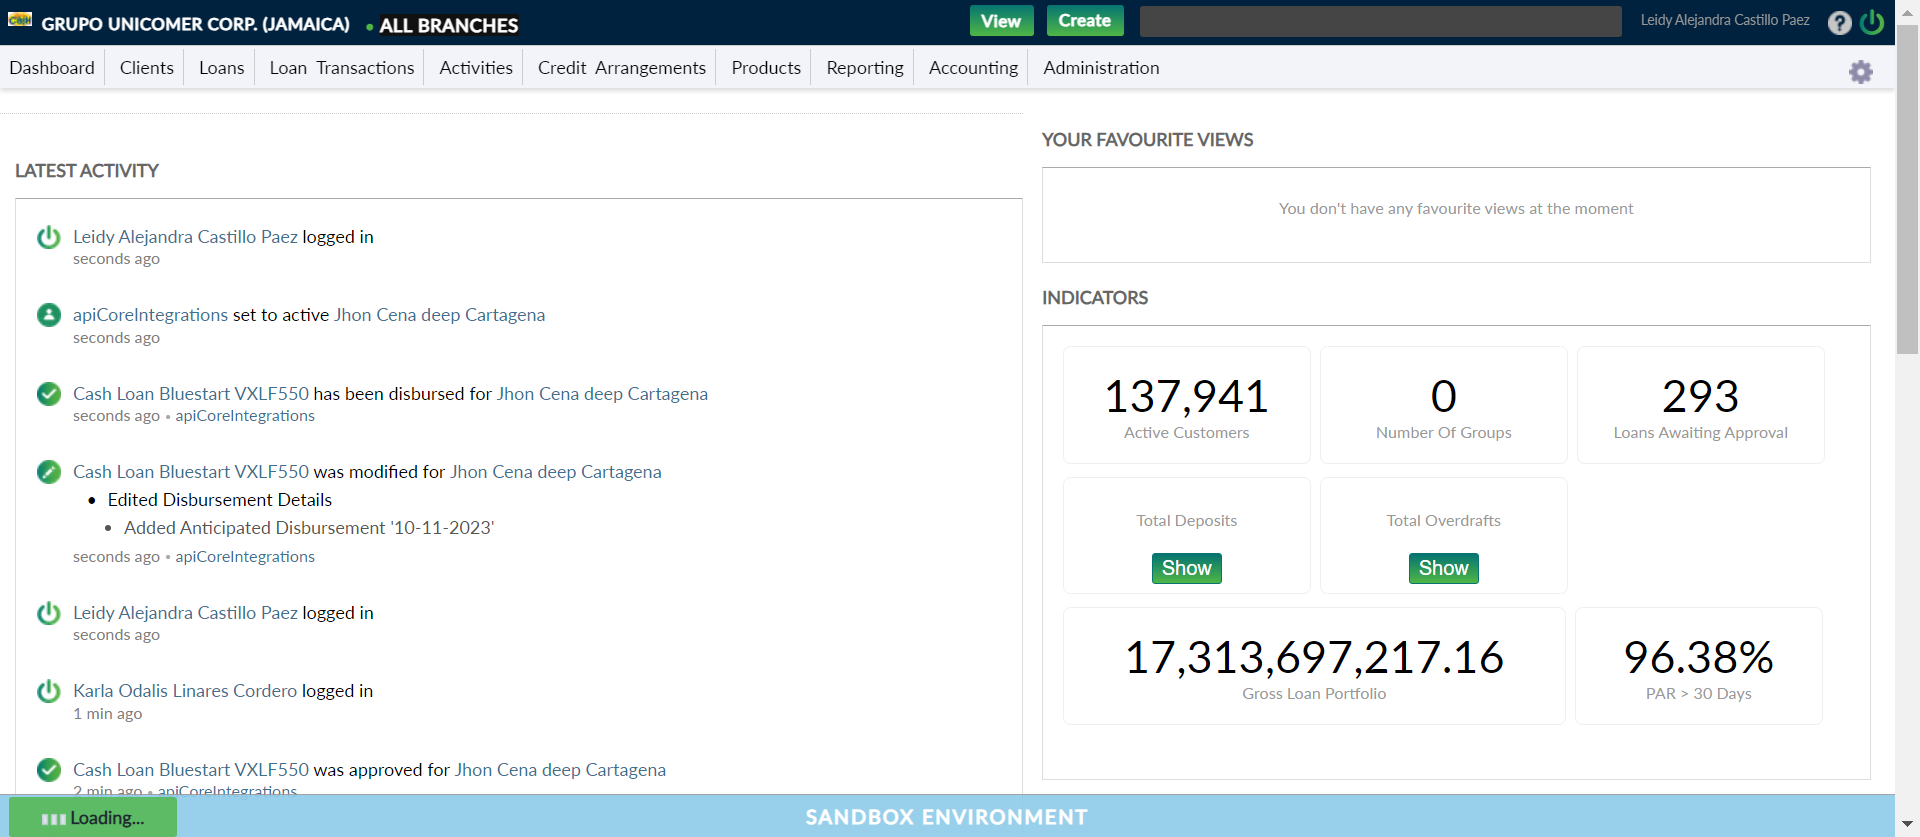 GRUPO UNICOMER CORP. (JAMAICA) • ALL BRANCHES View Create Leidy Alejandra Castillo Paez ?
Dashboard Clients Loans Loan Transactions Activities Credit Arrangements Products Reporting Accounting Administration
LATEST ACTIVITY
Leidy Alejandra Castillo Paez logged in
seconds ago
apiCoreIntegrations set to active Jhon Cena deep Cartagena
seconds ago
Cash Loan Bluestart VXLF550 has been disbursed for Jhon Cena deep Cartagena
seconds ago • apiCoreIntegrations
Cash Loan Bluestart VXLF550 was modified for Jhon Cena deep Cartagena
• Edited Disbursement Details
• Added Anticipated Disbursement '10-11-2023'
seconds ago • apiCoreIntegrations
Leidy Alejandra Castillo Paez logged in
seconds ago
Karla Odalis Linares Cordero logged in
1 min ago
Cash Loan Bluestart VXLF550 was approved for Jhon Cena deep Cartagena
2 min ago • apiCoreIntegrations
YOUR FAVOURITE VIEWS
You don't have any favourite views at the moment
INDICATORS
137,941
Active Customers
0
Number Of Groups
293
Loans Awaiting Approval
Total Deposits
Show
Total Overdrafts
Show
17,313,697,217.16
Gross Loan Portfolio
96.38%
PAR > 30 Days
Loading...
SANDBOX ENVIRONMENT